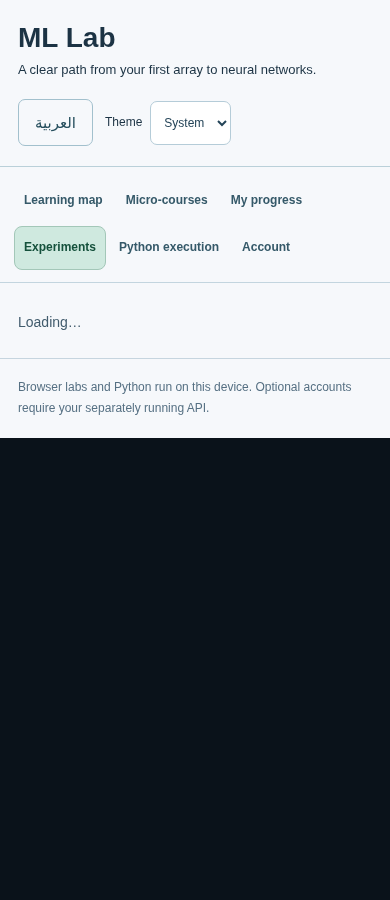 ML Lab
A clear path from your first array to neural networks.
العربية Theme System
Learning map Micro-courses My progress
Experiments Python execution Account
Loading…
Browser labs and Python run on this device. Optional accounts
require your separately running API.